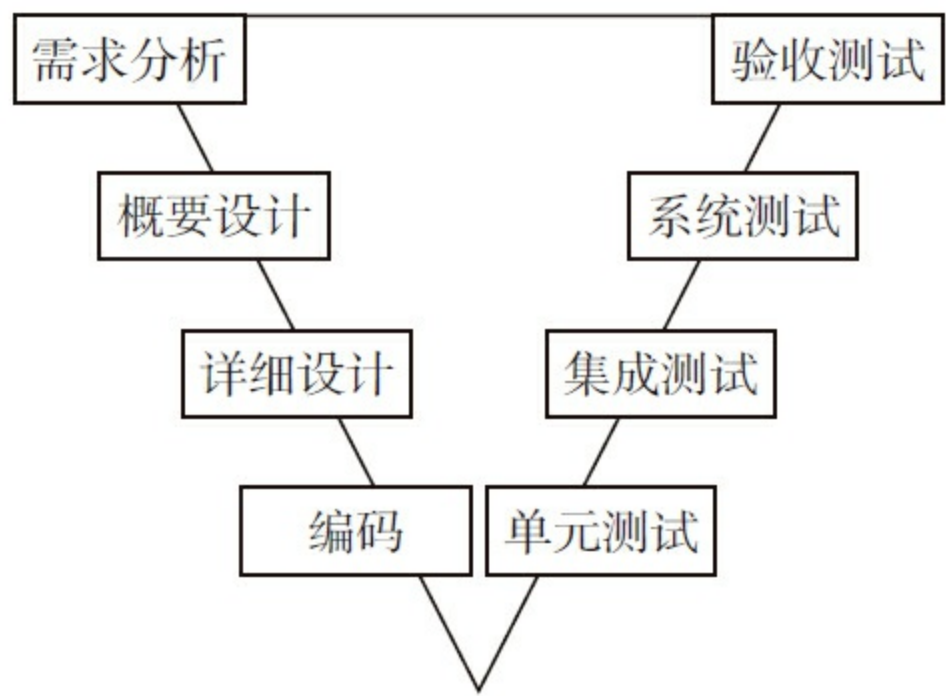 需求分析
验收测试
概要设计
系统测试
详细设计
集成测试
编码
单元测试